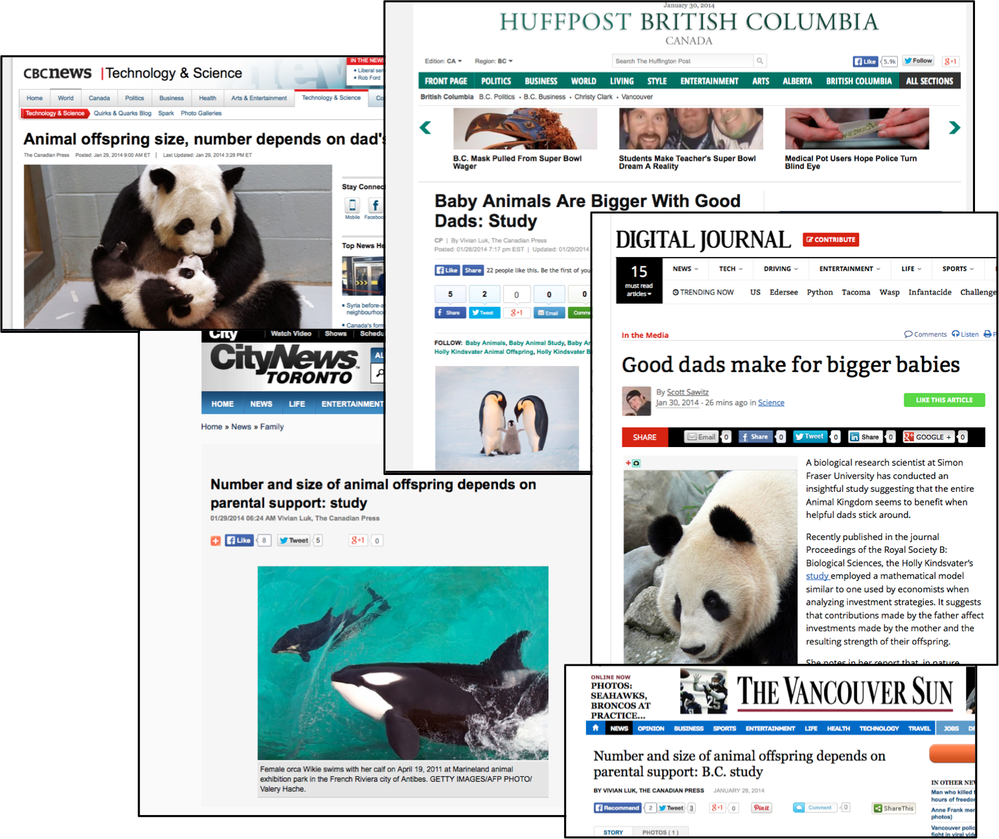 CBCnews | Technology & Science
IN THE NEWS
Liberal sen
Rob Ford
Home World Canada Politics Business Health Arts & Entertainment Technology & Science Co
Technology & Science Quirks & Quarks Blog Spark Photo Galleries
Animal offspring size, number depends on dad's
The Canadian Press Posted: Jan 29, 2014 9:00 AM ET | Last Updated: Jan 29, 2014 3:28 PM ET
Stay Connec
Mobile Faceboo
Top News He
Syria before-a
neighbourhoo
Canada's form
January 30, 2014
HUFFPOST BRITISH COLUMBIA
CANADA
Edition: CA Region: BC
Search The Huffington Post
Like 5.9k Follow g+1
FRONT PAGE POLITICS BUSINESS WORLD LIVING STYLE ENTERTAINMENT ARTS ALBERTA BRITISH COLUMBIA ALL SECTIONS
British Columbia B.C. Politics • B.C. Business • Christy Clark • Vancouver
B.C. Mask Pulled From Super Bowl
Wager
Students Make Teacher's Super Bowl
Dream A Reality
Medical Pot Users Hope Police Turn
Blind Eye
Baby Animals Are Bigger With Good
Dads: Study
CP | By Vivian Luk, The Canadian Press
Posted: 01/28/2014 7:17 pm EST | Updated: 01/29/2014
Like Share 22 people like this. Be the first of you
5 2 0 0 0
Share Tweet g+1 Email Comme
FOLLOW: Baby Animals, Baby Animal Study, Baby An
Holly Kindsvater Animal Offspring, Holly Kindsvater B
DIGITAL JOURNAL CONTRIBUTE
15
must read
articles
NEWS TECH DRIVING ENTERTAINMENT LIFE SPORTS
TRENDING NOW US Edersee Python Tacoma Wasp Infantacide Challenge
In the Media
Comments Listen P
Good dads make for bigger babies
By Scott Sawitz
Jan 30, 2014 - 26 mins ago in Science
LIKE THIS ARTICLE
SHARE Email 0 Share 0 Tweet 0 Share 0 GOOGLE + 0
A biological research scientist at Simon
Fraser University has conducted an
insightful study suggesting that the entire
Animal Kingdom seems to benefit when
helpful dads stick around.
Recently published in the journal
Proceedings of the Royal Society B:
Biological Sciences, the Holly Kindsvater's
study employed a mathematical model
similar to one used by economists when
analyzing investment strategies. It suggests
that contributions made by the father affect
investments made by the mother and the
resulting strength of their offspring.
She notes in her report that, in nature,
City Watch Video Shows Schedu
CityNews
TORONTO
AL
HOME NEWS LIFE ENTERTAINMENT
Home » News » Family
Number and size of animal offspring depends on
parental support: study
01/29/2014 06:24 AM Vivian Luk, The Canadian Press
Like 8 Tweet 5 g+1 0
Female orca Wikie swims with her calf on April 19, 2011 at Marineland animal
exhibition park in the French Riviera city of Antibes. GETTY IMAGES/AFP PHOTO/
Valery Hache.
ONLINE NOW
PHOTOS:
SEAHAWKS,
BRONCOS AT
PRACTICE...
25
THE VANCOUVER SUN
NEWS OPINION BUSINESS SPORTS ENTERTAINMENT LIFE HEALTH TECHNOLOGY TRAVEL JOBS
Number and size of animal offspring depends on
parental support: B.C. study
BY VIVIAN LUK, THE CANADIAN PRESS JANUARY 28, 2014
Recommend 2 Tweet 3 g+1 0 Pin it Comment 0 ShareThis
STORY PHOTOS ( 1 )
IN OTHER NEW
Man who killed
hours of freedo
Anne Frank mer
photos)
Vancouver polic
fight in viral vid